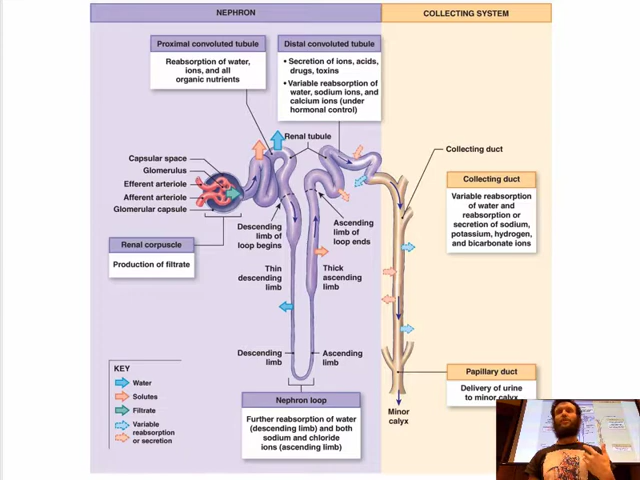 NEPHRON
COLLECTING SYSTEM
Proximal convoluted tubule
Reabsorption of water,
ions, and all
organic nutrients
Distal convoluted tubule
• Secretion of ions, acids,
drugs, toxins
• Variable reabsorption of
water, sodium ions, and
calcium ions (under
hormonal control)
Renal tubule
Capsular space
Glomerulus
Efferent arteriole
Afferent arteriole
Glomerular capsule
Renal corpuscle
Production of filtrate
Descending
limb of
loop begins
Ascending
limb of
loop ends
Thin
descending
limb
Thick
ascending
limb
Descending
limb
Ascending
limb
Nephron loop
Further reabsorption of water
(descending limb) and both
sodium and chloride
ions (ascending limb)
Collecting duct
Collecting duct
Variable reabsorption
of water and
reabsorption or
secretion of sodium,
potassium, hydrogen,
and bicarbonate ions
Papillary duct
Delivery of urine
to minor calyx
Minor
calyx
KEY
Water
Solutes
Filtrate
Variable
reabsorption
or secretion